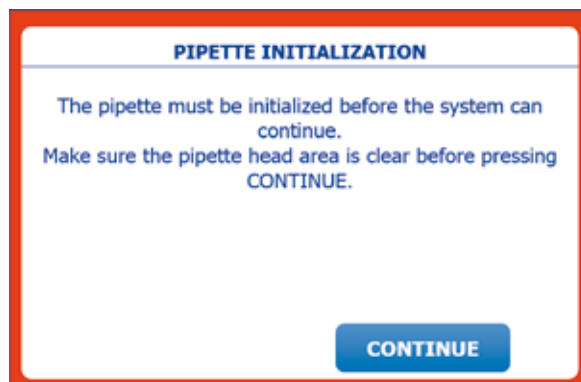 PIPETTE INITIALIZATION
The pipette must be initialized before the system can
continue.
Make sure the pipette head area is clear before pressing
CONTINUE.
CONTINUE